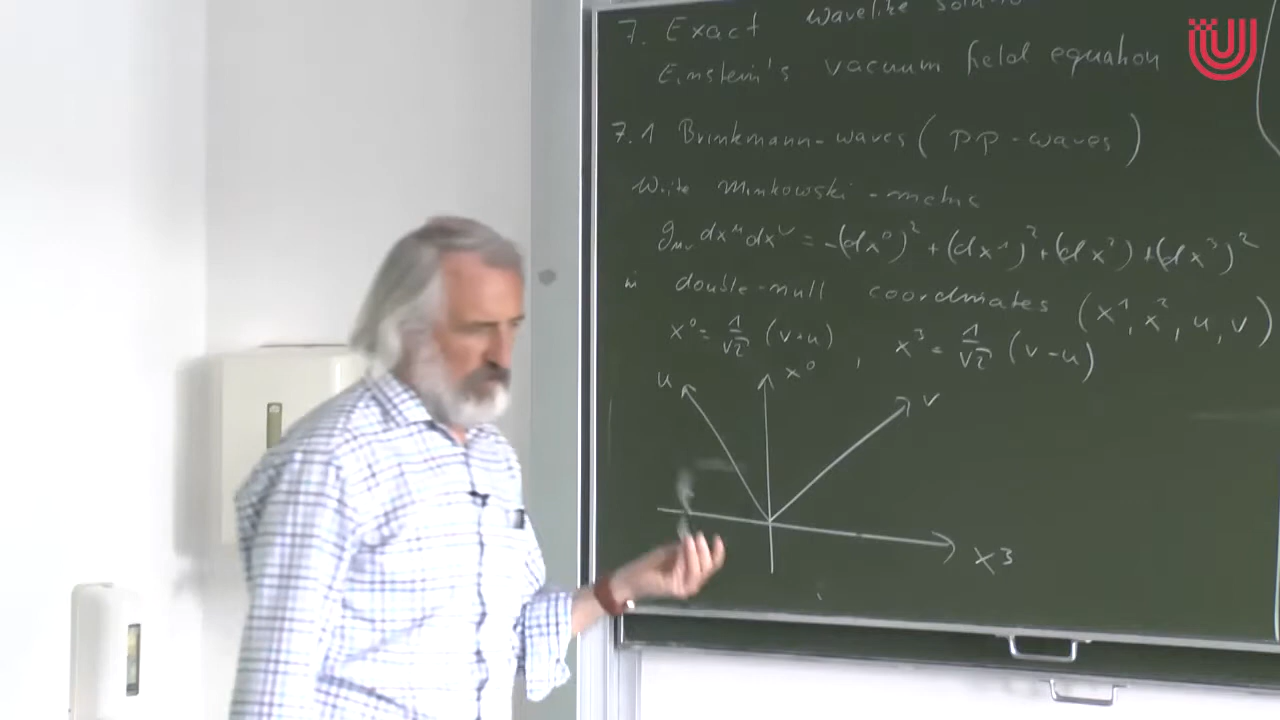 7. Exact wavelike
Einstein's vacuum field equation
7.1 Brinkmann-waves (pp-waves)
Write Minkowski-metric
g_{μν} dx^μ dx^ν = -(dx^0)^2 + (dx^1)^2 + (dx^2) + (dx^3)^2
in double-null coordinates (x^1, x^2, u, v)
x^0 = 1/√2 (v+u), x^3 = 1/√2 (v-u)
u x^0 v
x^3